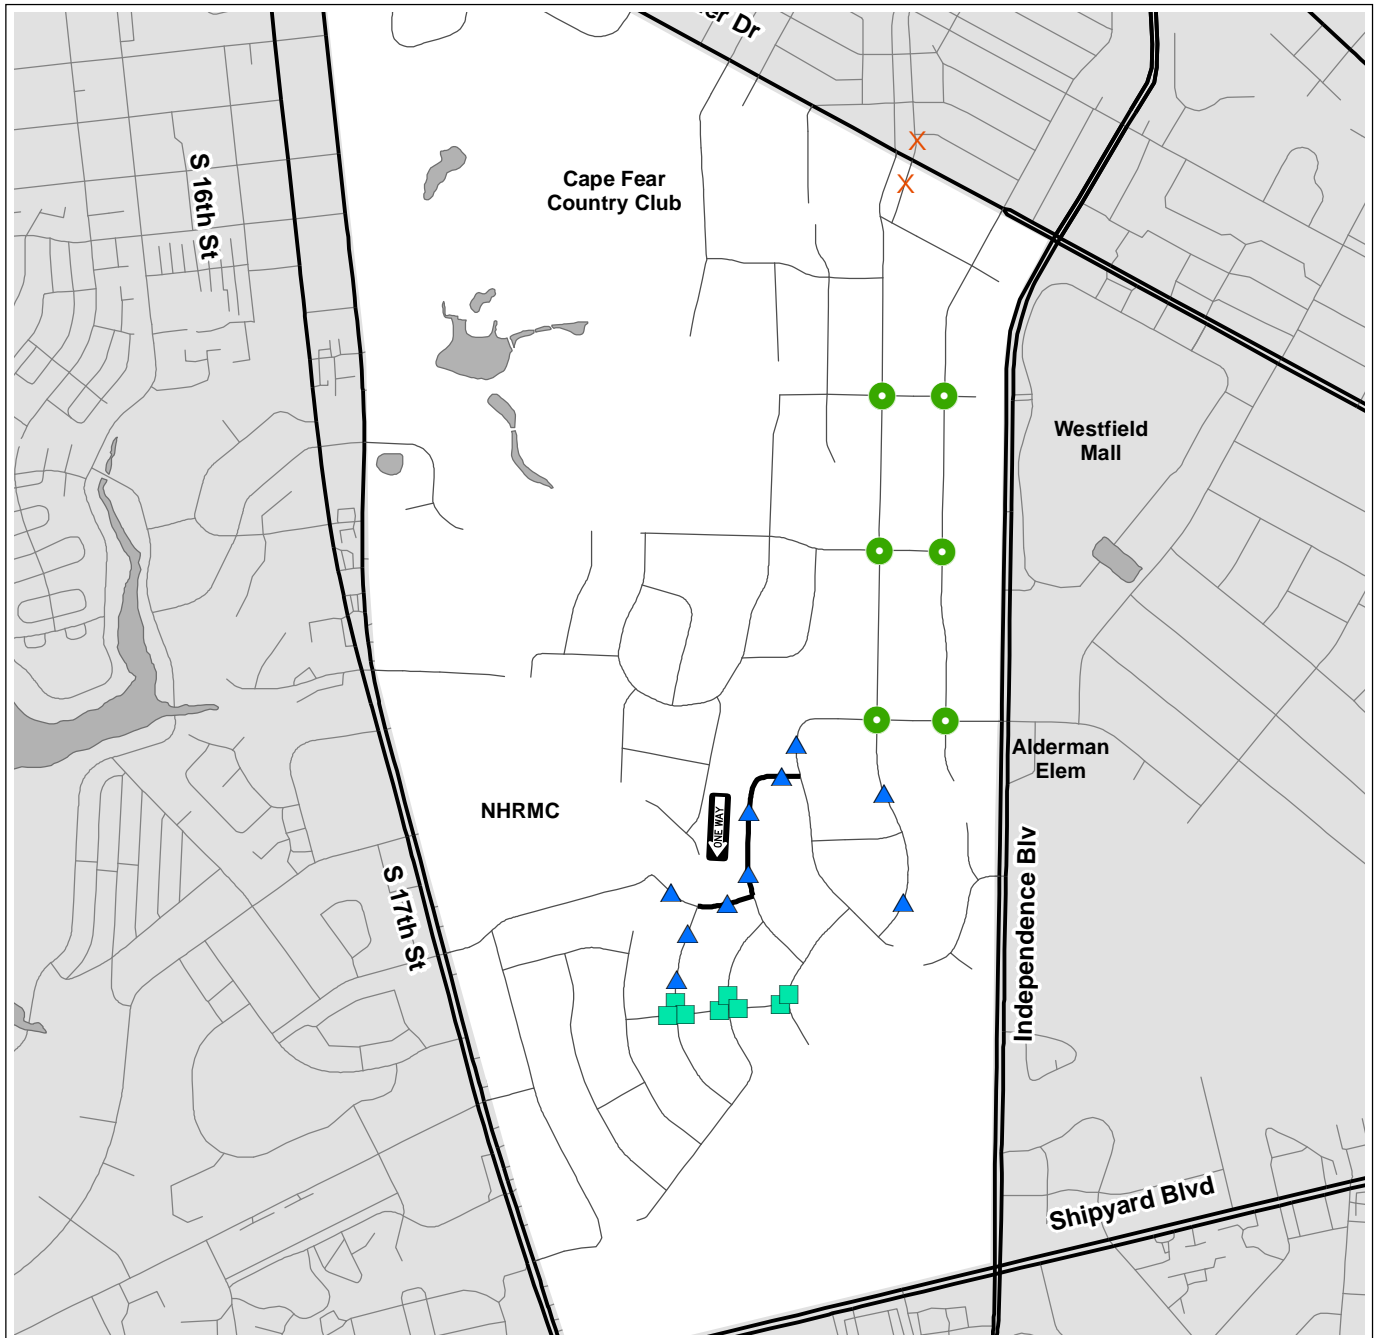 Dr
S 16th St
Cape Fear
Country Club
Westfield
Mall
Alderman
Elem
NHRMC
ONE WAY
S 17th St
Independence Blv
Shipyard Blvd